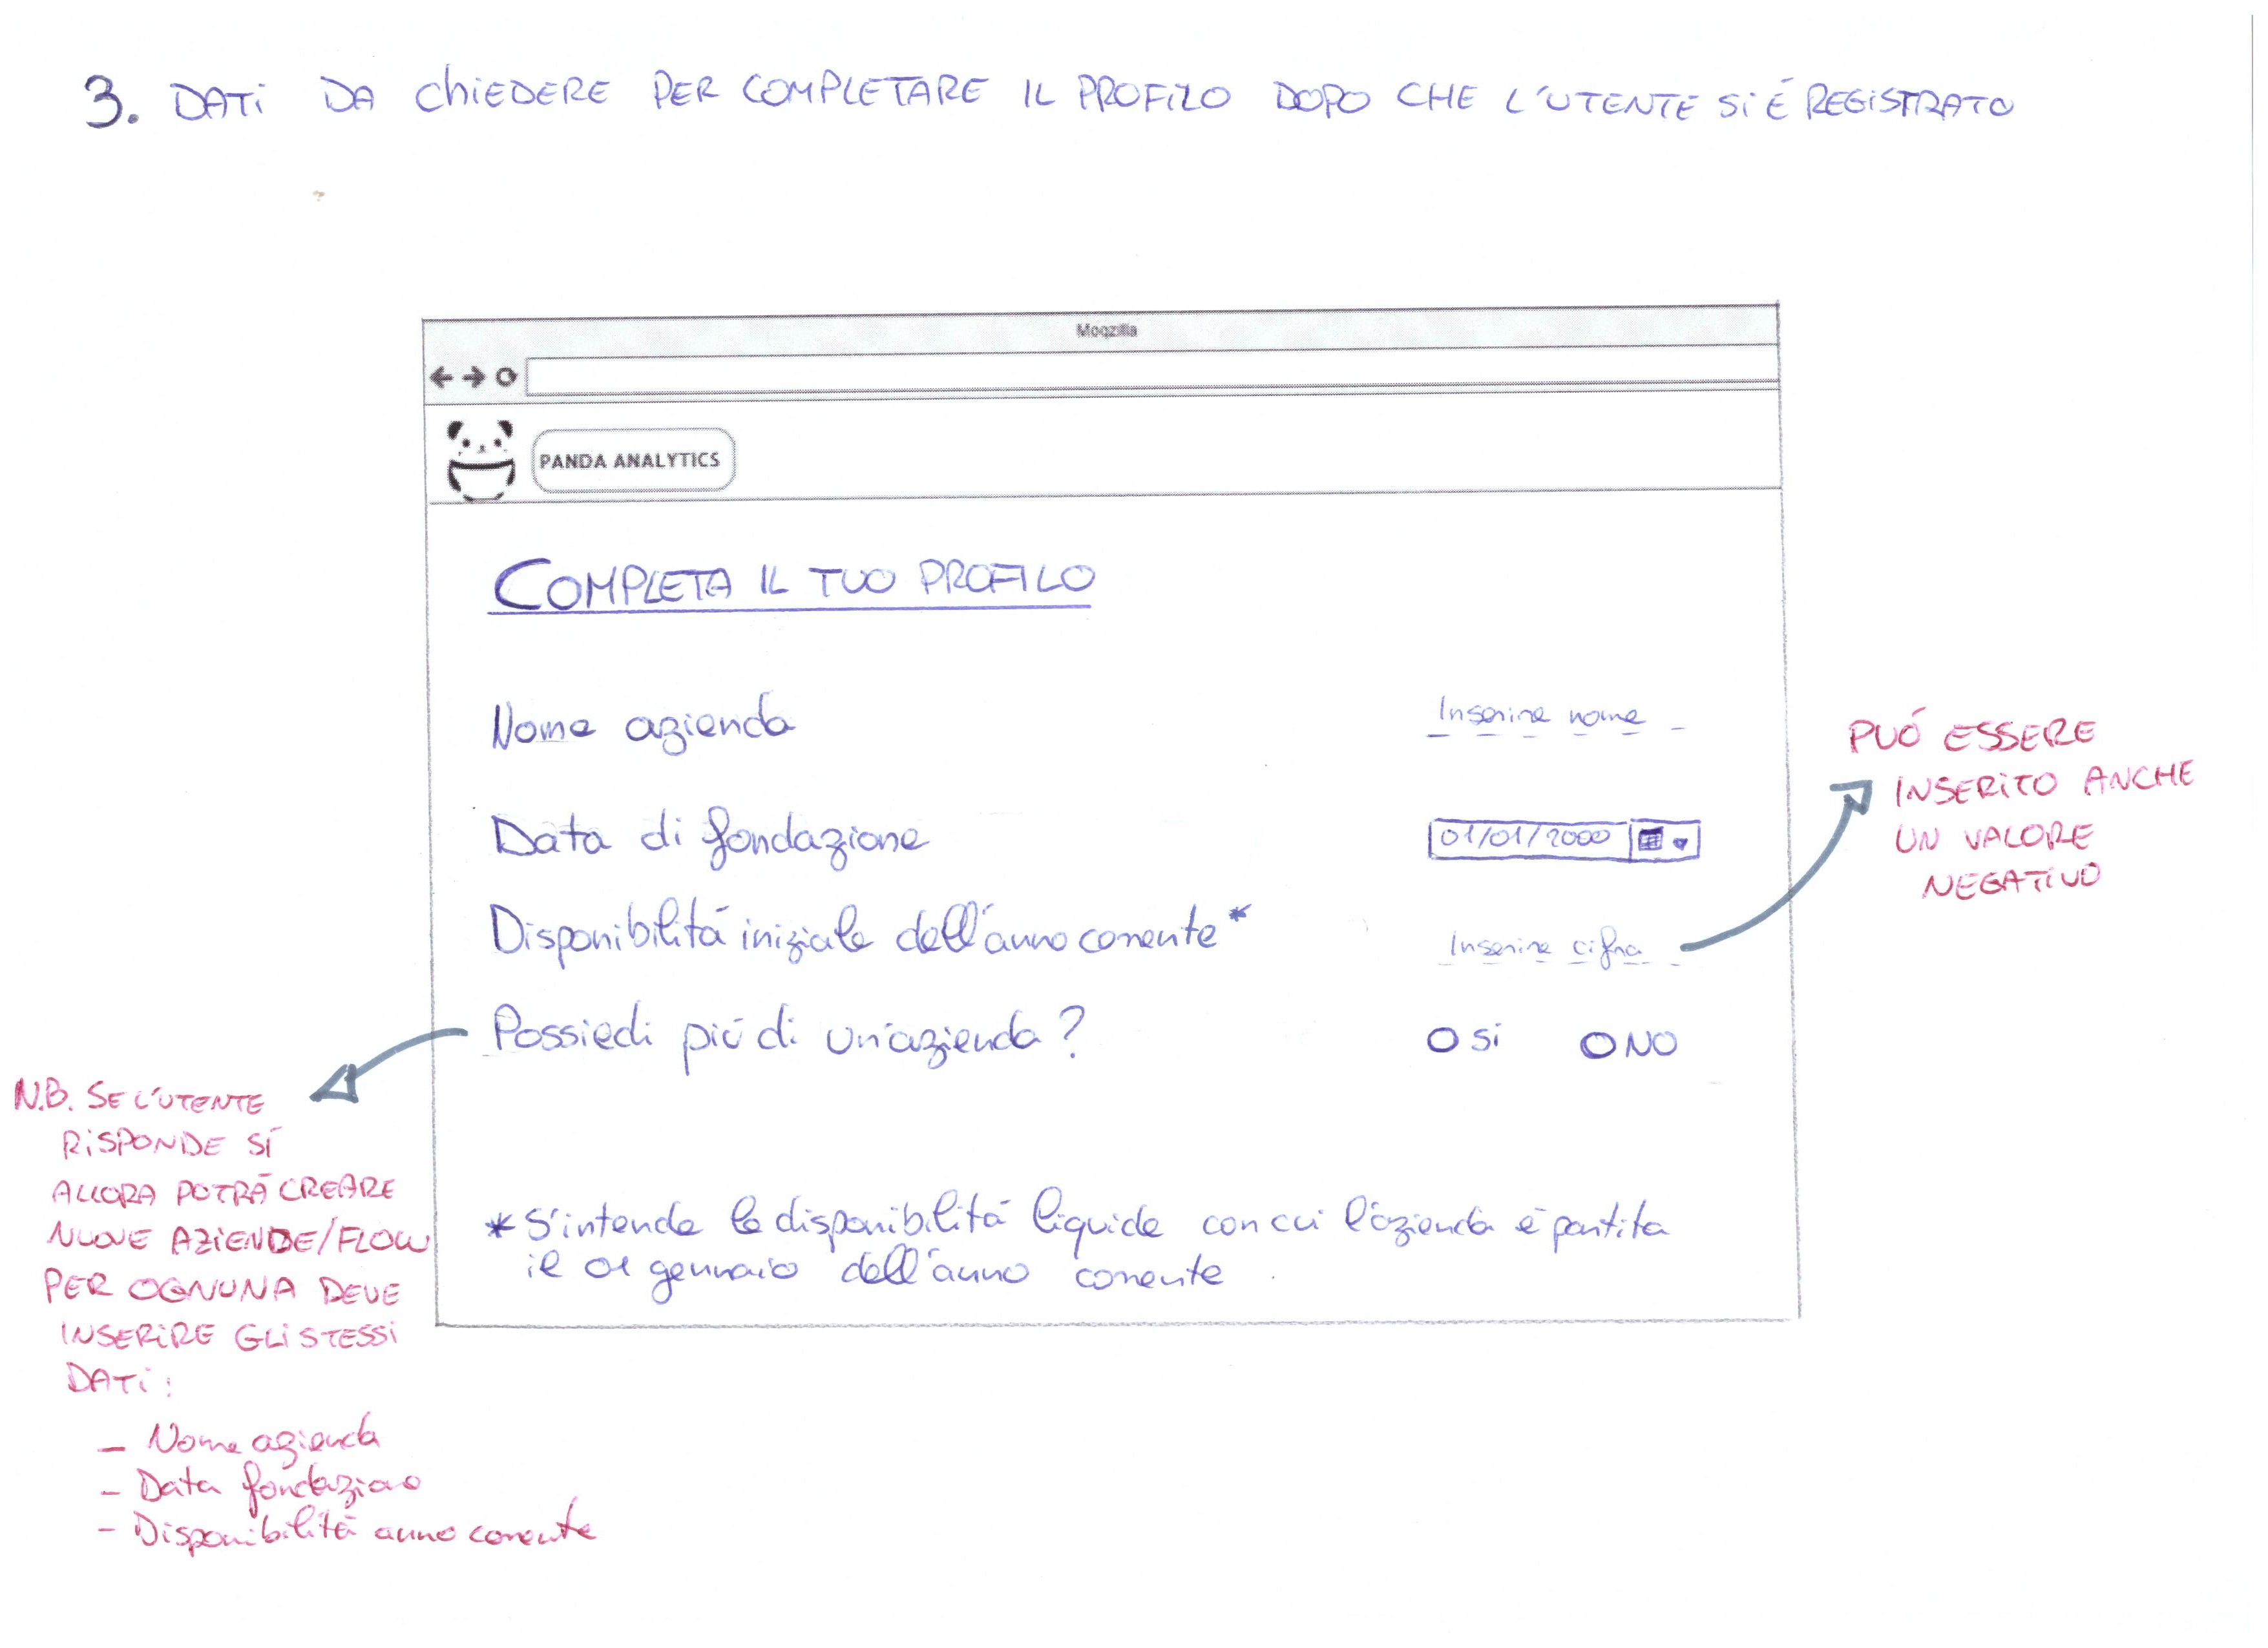 3. DATI DA CHIEDERE PER COMPLETARE IL PROFILO DOPO CHE L'UTENTE SI É REGISTRATO
Moqzilla
PANDA ANALYTICS
COMPLETA IL TUO PROFILO
Nome azienda
Inserire nome
Data di fondazione
01/01/2000
Disponibilitá iniziale dell'anno corrente*
Inserire cifra
PUÓ ESSERE
INSERITO ANCHE
UN VALORE
NEGATIVO
Possiedi piú di un'azienda?
SI
NO
*S'intende la disponibilitá liquida con cui l'azienda é partita
il 01 gennaio dell'anno corrente
N.B. SE L'UTENTE
RISPONDE SÍ
ALLORA POTRÁ CREARE
NUOVE AZIENDE/FLOW
PER OGNUNA DEVE
INSERIRE GLI STESSI
DATI:
- Nome azienda
- Data fondazione
- Disponibilitá anno corrente